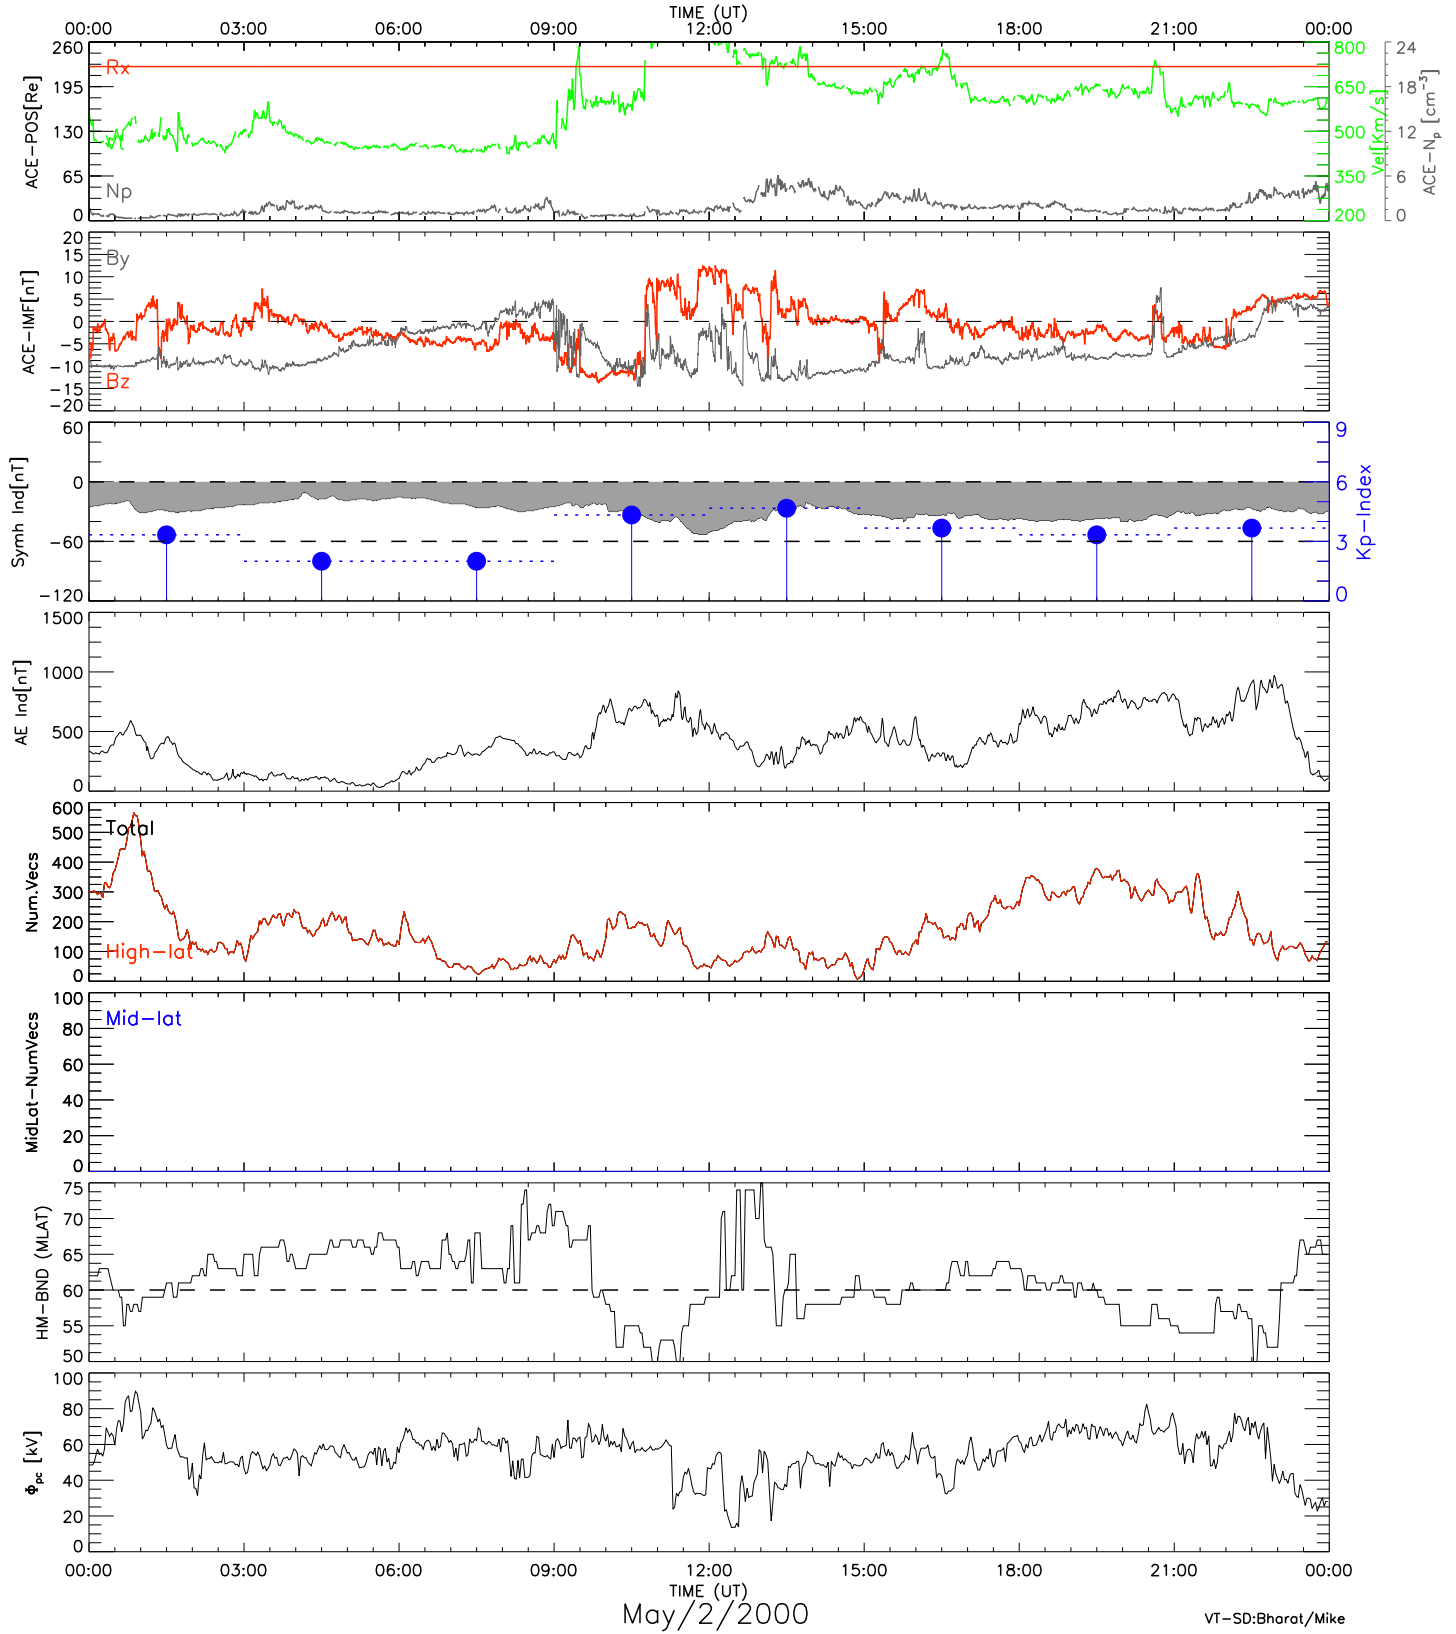 TIME (UT)
00:00 03:00 06:00 09:00 12:00 15:00 18:00 21:00 00:00
260 195 130 65 0
ACE-POS[Re]
Rx
Np
800 650 500 350 200
Vel[Km/s]
24 18 12 6 0
ACE-Np [cm-3]
20 15 10 5 0 -5 -10 -15 -20
ACE-IMF[nT]
By
Bz
60 0 -60 -120
Symh Ind[nT]
9 6 3 0
Kp-Index
1500 1000 500 0
AE Ind[nT]
600 500 400 300 200 100 0
Num.Vecs
Total
High-lat
100 80 60 40 20 0
MidLat-NumVecs
Mid-lat
75 70 65 60 55 50
HM-BND (MLAT)
100 80 60 40 20 0
Φpc [kV]
00:00 03:00 06:00 09:00 12:00 15:00 18:00 21:00 00:00
TIME (UT)
May/2/2000
VT-SD:Bharat/Mike